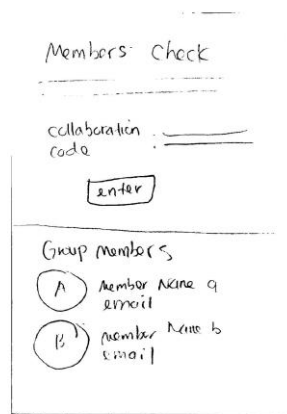 Members Check
collaboration :
code
enter
Group members
A member Name a
email
B member Name b
email